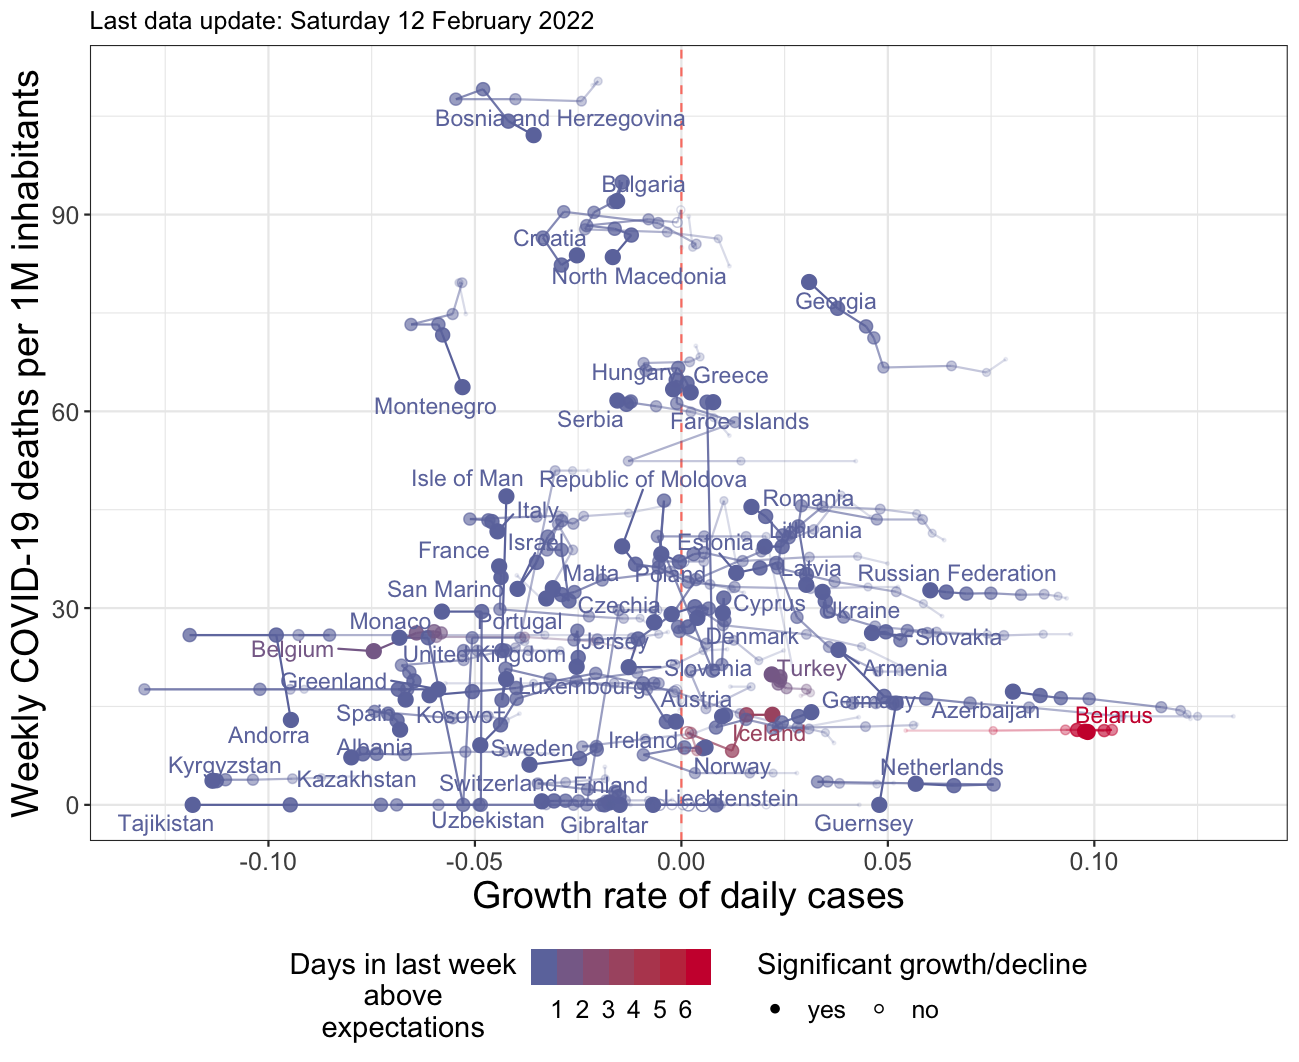 Last data update: Saturday 12 February 2022
Weekly COVID-19 deaths per 1M inhabitants
90
60
30
0
Bosnia and Herzegovina
Bulgaria
Croatia
North Macedonia
Georgia
Hungary
Greece
Montenegro
Serbia
Faroe Islands
Isle of Man
Republic of Moldova
Italy
Romania
France
Israel
Estonia
Lithuania
San Marino
Malta
Poland
Latvia
Russian Federation
Czechia
Cyprus
Ukraine
Monaco
Portugal
Jersey
Denmark
Slovakia
Belgium
United Kingdom
Slovenia
Turkey
Armenia
Greenland
Luxembourg
Austria
Germany
Azerbaijan
Spain
Kosovo
Belarus
Andorra
Albania
Sweden
Ireland
Iceland
Kyrgyzstan
Kazakhstan
Switzerland
Finland
Norway
Netherlands
Liechtenstein
Tajikistan
Uzbekistan
Gibraltar
Guernsey
-0.10 -0.05 0.00 0.05 0.10
Growth rate of daily cases
Days in last week
above
expectations
1 2 3 4 5 6
Significant growth/decline
yes no